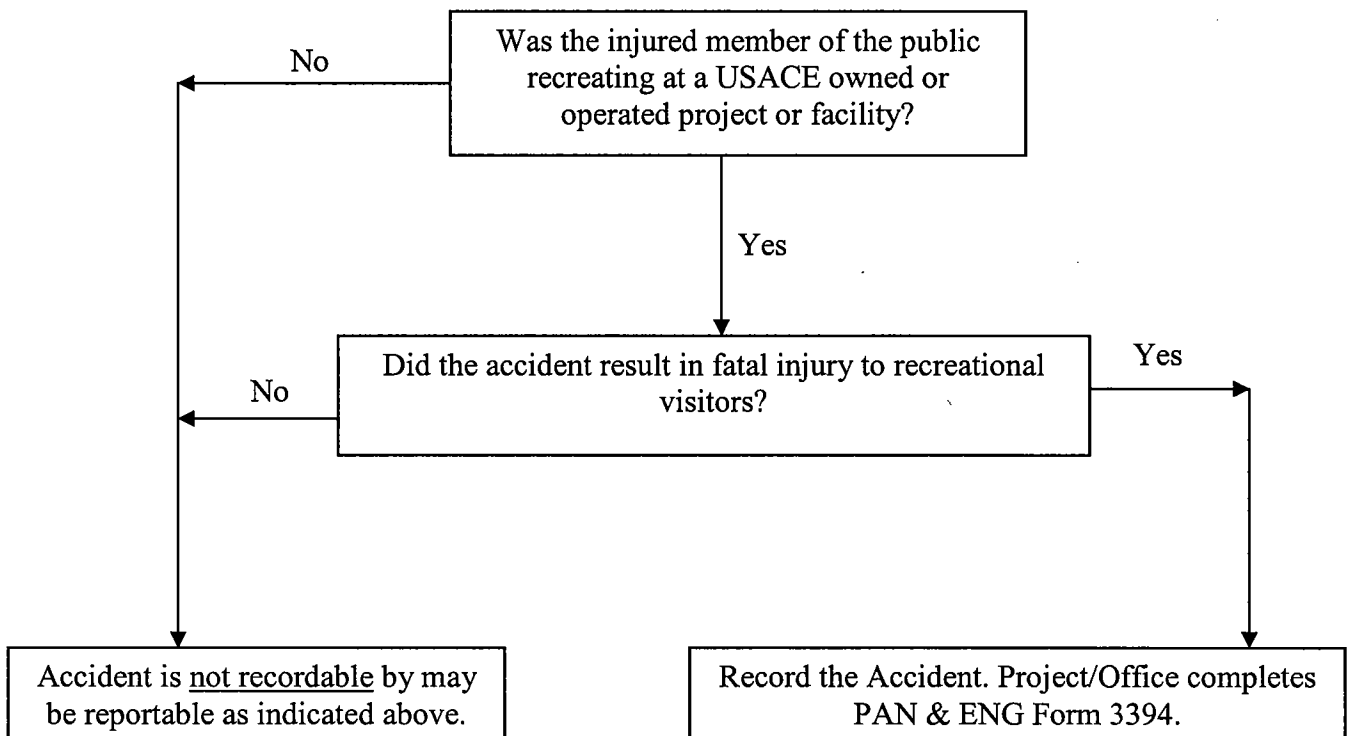 Was the injured member of the public
recreating at a USACE owned or
operated project or facility?
No
Yes
Did the accident result in fatal injury to recreational
visitors?
No
Yes
Accident is not recordable by may
be reportable as indicated above.
Record the Accident. Project/Office completes
PAN & ENG Form 3394.